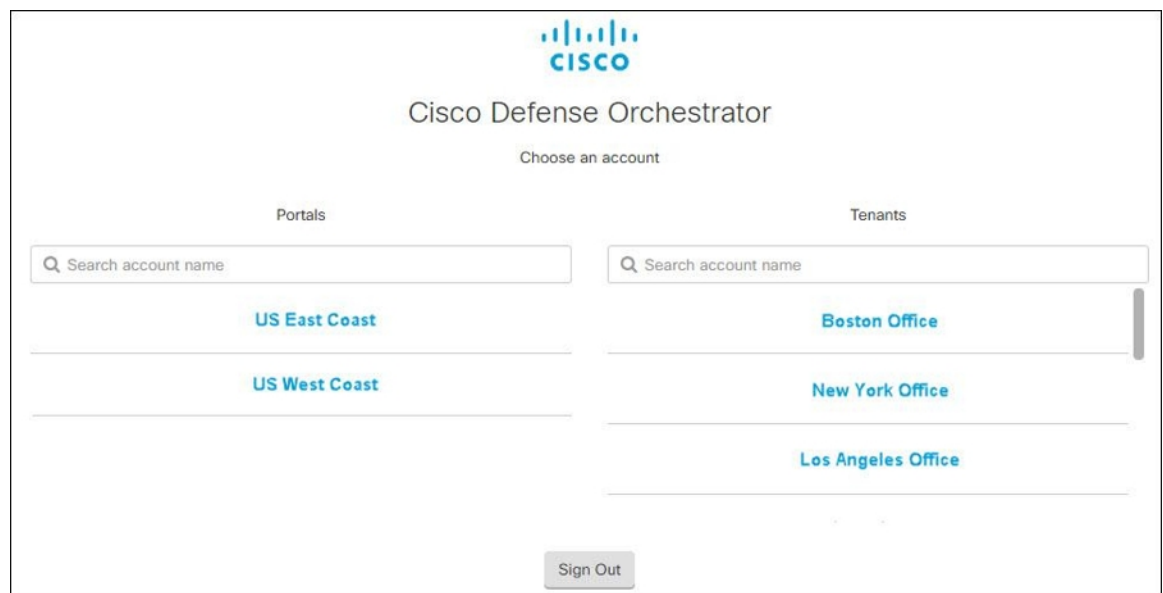 CISCO
Cisco Defense Orchestrator
Choose an account
Portals
Tenants
Search account name
Search account name
US East Coast
Boston Office
US West Coast
New York Office
Los Angeles Office
Sign Out